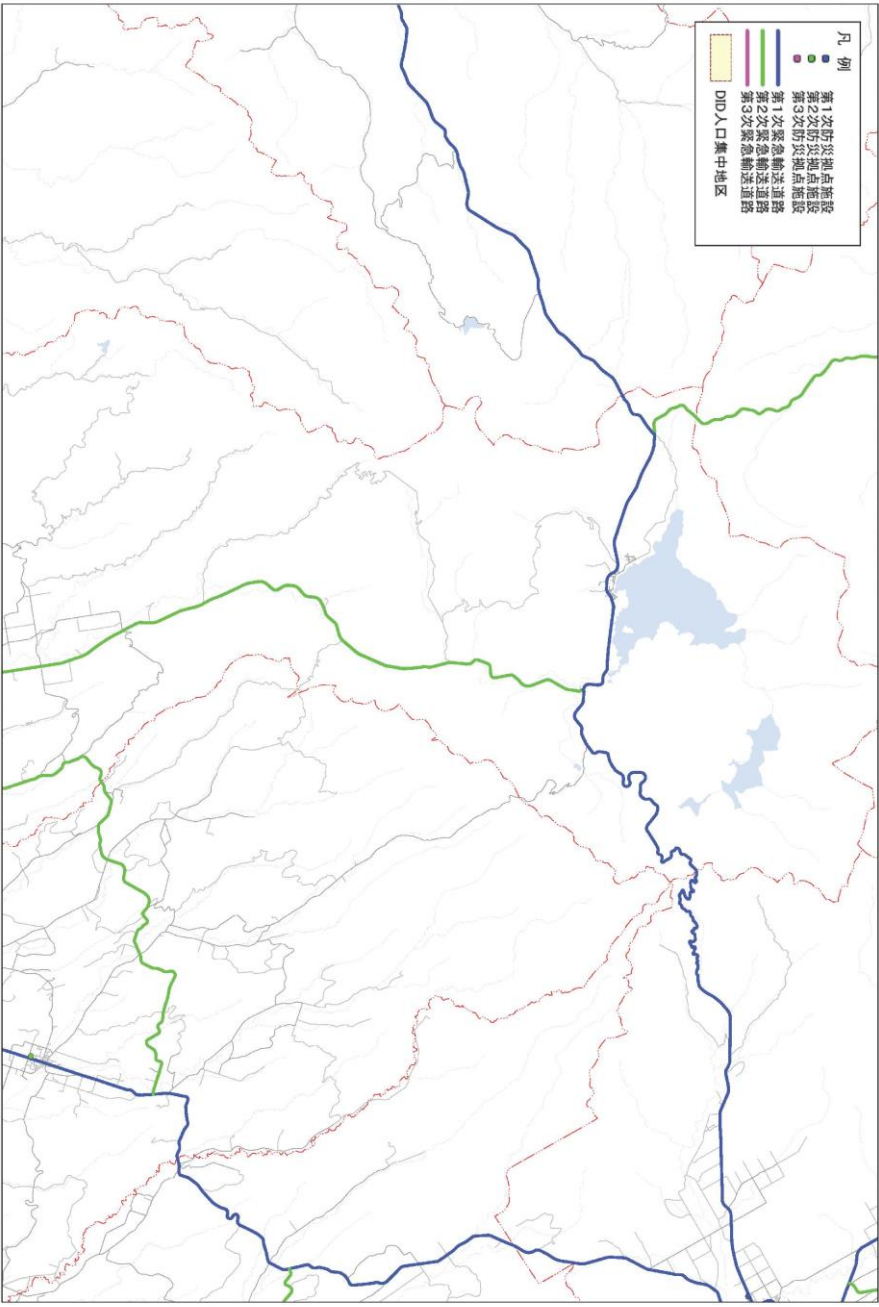 凡 例
第1次防災拠点施設
第2次防災拠点施設
第3次防災拠点施設
第1次緊急輸送道路
第2次緊急輸送道路
第3次緊急輸送道路
DID人口集中地区